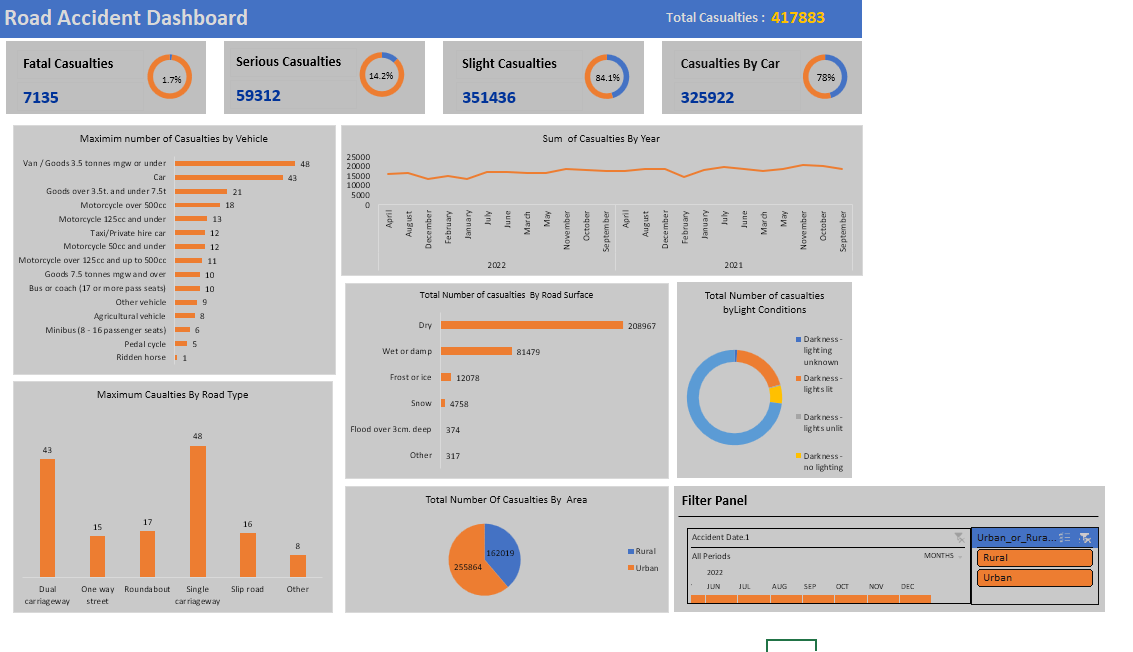 Road Accident Dashboard
Total Casualties : 417883
Fatal Casualties
7135
1.7%
Serious Casualties
59312
14.2%
Slight Casualties
351436
84.1%
Casualties By Car
325922
78%
Maximim number of Casualties by Vehicle
Van / Goods 3.5 tonnes mgw or under 48
Car 43
Goods over 3.5t. and under 7.5t 21
Motorcycle over 500cc 18
Motorcycle 125cc and under 13
Taxi/Private hire car 12
Motorcycle 50cc and under 12
Motorcycle over 125cc and up to 500cc 11
Goods 7.5 tonnes mgw and over 10
Bus or coach (17 or more pass seats) 10
Other vehicle 9
Agricultural vehicle 8
Minibus (8 - 16 passenger seats) 6
Pedal cycle 5
Ridden horse 1
Sum of Casualties By Year
25000
20000
15000
10000
5000
0
April August December February January July June March May November October September April August December February January July June March May November October September
2022 2021
Total Number of casualties By Road Surface
Dry 208967
Wet or damp 81479
Frost or ice 12078
Snow 4758
Flood over 3cm. deep 374
Other 317
Total Number of casualties
byLight Conditions
Darkness -
lighting
unknown
Darkness -
lights lit
Darkness -
lights unlit
Darkness -
no lighting
Maximum Caualties By Road Type
43 15 17 48 16 8
Dual
carriageway
One way
street
Roundabout
Single
carriageway
Slip road
Other
Total Number Of Casualties By Area
162019
255864
Rural
Urban
Filter Panel
Accident Date.1
All Periods MONTHS
2022
JUN JUL AUG SEP OCT NOV DEC
Urban_or_Rura...
Rural
Urban